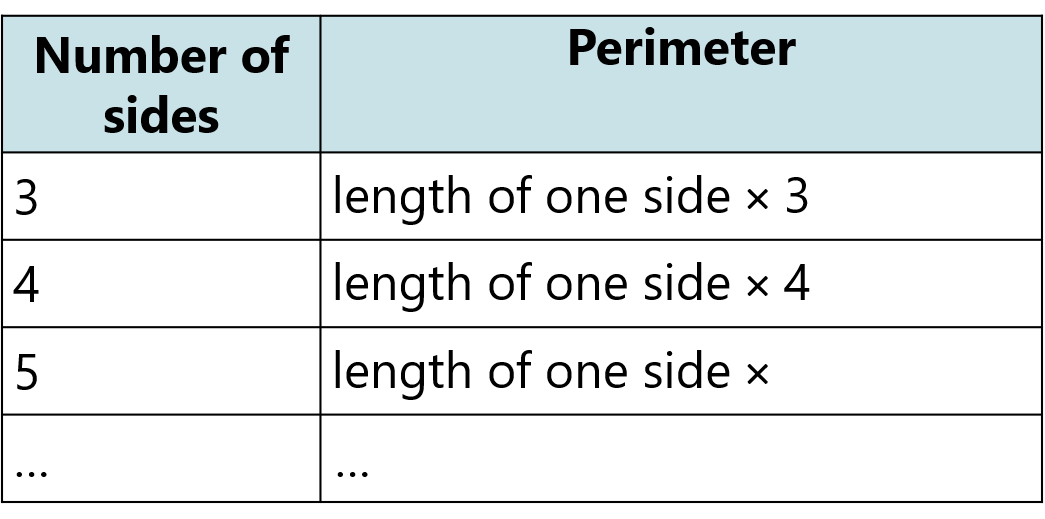 Number of
sides
Perimeter
3
length of one side × 3
4
length of one side × 4
5
length of one side ×
...
...